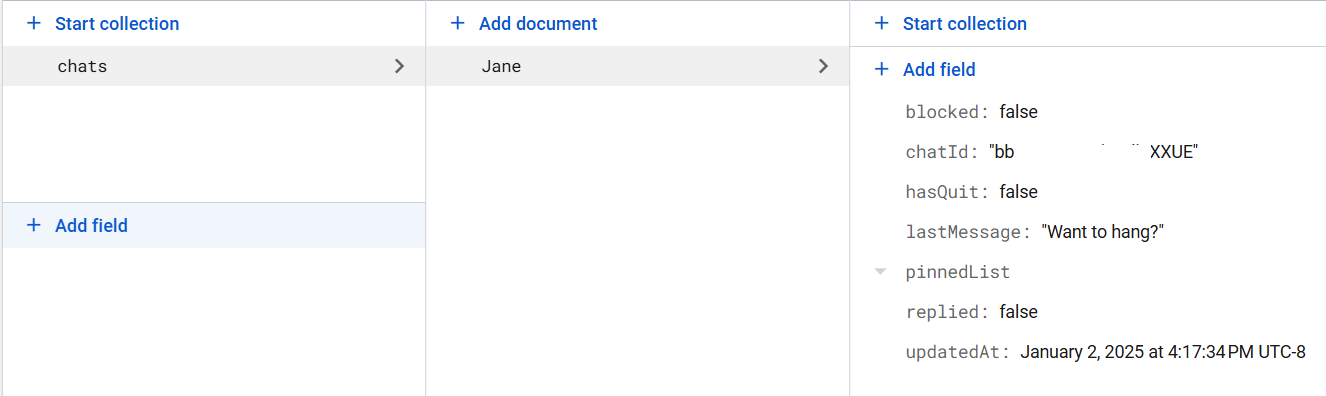 + Start collection
chats
+ Add field
+ Add document
Jane
+ Start collection
+ Add field
blocked: false
chatId: "bb XXUE"
hasQuit: false
lastMessage: "Want to hang?"
pinnedList
replied: false
updatedAt: January 2, 2025 at 4:17:34 PM UTC-8